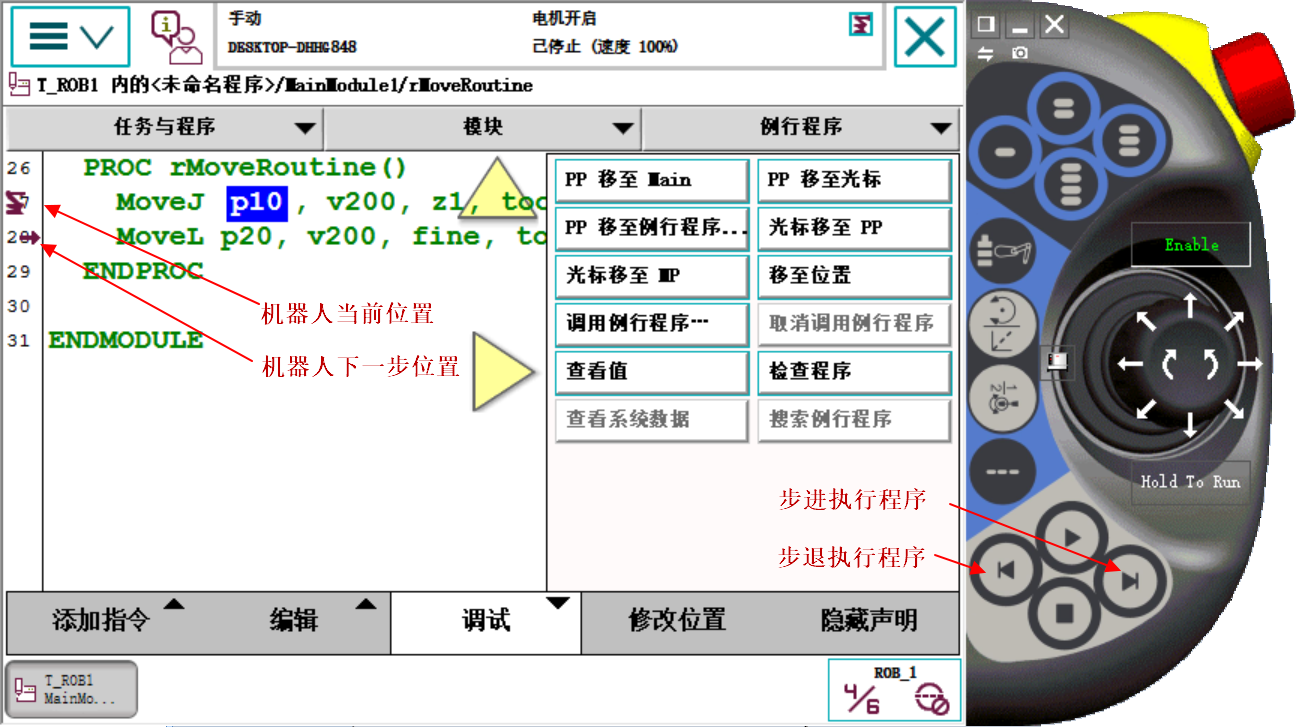 手动
电机开启
DESKTOP-DHHG848
己停止 (速度 100%)
T_ROB1 内的<未命名程序>/MainModule1/rMoveRoutine
任务与程序
模块
例行程序
26 PROC rMoveRoutine()
7 MoveJ p10 , v200, z1, too
28 MoveL p20, v200, fine, to
29 ENDPROC
30
31 ENDMODULE
机器人当前位置
机器人下一步位置
PP 移至 Main
PP 移至光标
PP 移至例行程序...
光标移至 PP
光标移至 MP
移至位置
调用例行程序…
取消调用例行程序
查看值
检查程序
查看系统数据
搜索例行程序
步进执行程序
步退执行程序
添加指令
编辑
调试
修改位置
隐藏声明
T_ROB1
MainMo...
ROB_1
4/6
Enable
Hold To Run